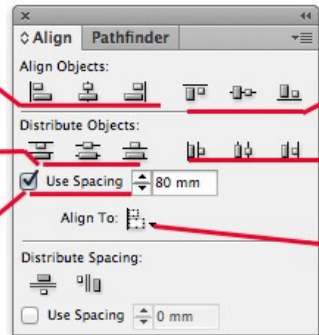 Align Pathfinder
Align Objects:
Distribute Objects:
Use Spacing 80 mm
Align To:
Distribute Spacing:
Use Spacing 0 mm